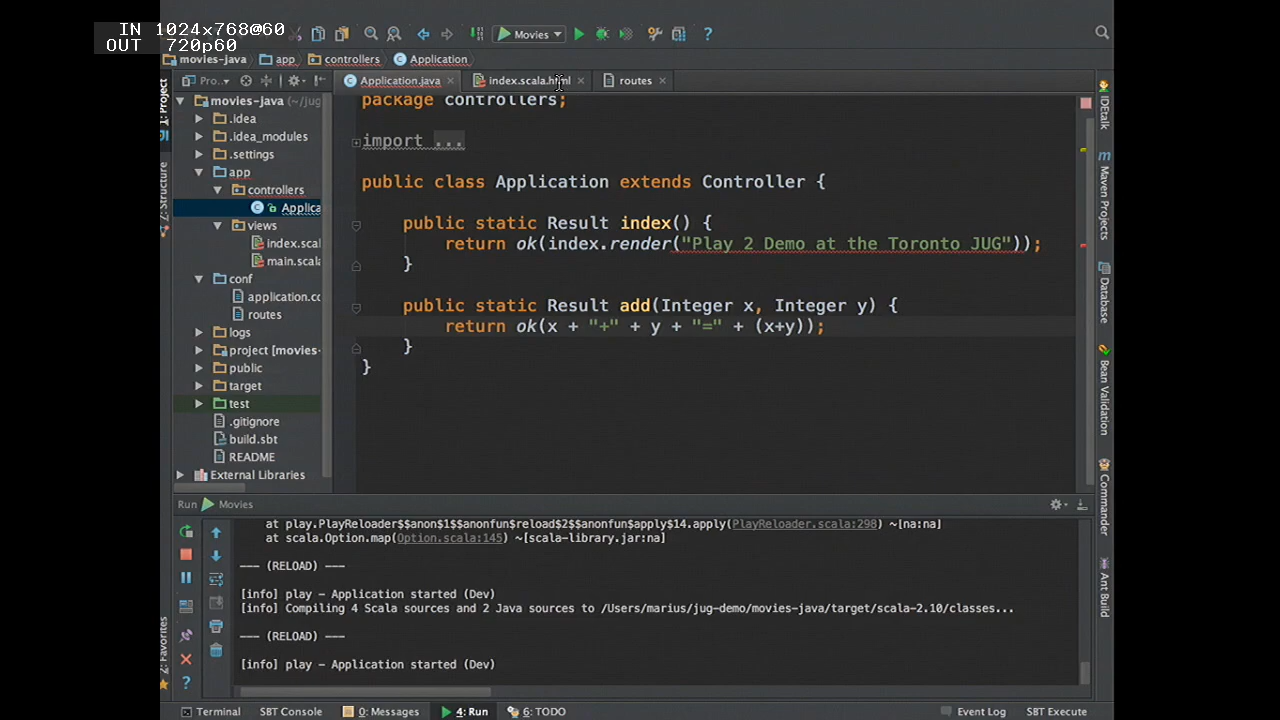 IN 1024x768@60
OUT 720p60
Movies
movies-java app controllers Application
Pro... Application.java index.scala.html routes
1: Project
movies-java (~/jug
.idea
.idea_modules
.settings
app
controllers
Applica
views
index.scal
main.scala
conf
application.cc
routes
logs
project [movies-
public
target
test
.gitignore
build.sbt
README
External Libraries
Z: Structure
package controllers;
import ...
public class Application extends Controller {
public static Result index() {
return ok(index.render("Play 2 Demo at the Toronto JUG"));
}
public static Result add(Integer x, Integer y) {
return ok(x + "+" + y + "=" + (x+y));
}
}
IDEtalk
Maven Projects
Database
Bean Validation
Commander
Ant Build
Run Movies
at play.PlayReloader$$anon$1$$anonfun$reload$2$$anonfun$apply$14.apply(PlayReloader.scala:298) ~[na:na]
at scala.Option.map(Option.scala:145) ~[scala-library.jar:na]
--- (RELOAD) ---
[info] play - Application started (Dev)
[info] Compiling 4 Scala sources and 2 Java sources to /Users/marius/jug-demo/movies-java/target/scala-2.10/classes...
--- (RELOAD) ---
[info] play - Application started (Dev)
2: Favorites
Terminal SBT Console 0: Messages 4: Run 6: TODO Event Log SBT Execute